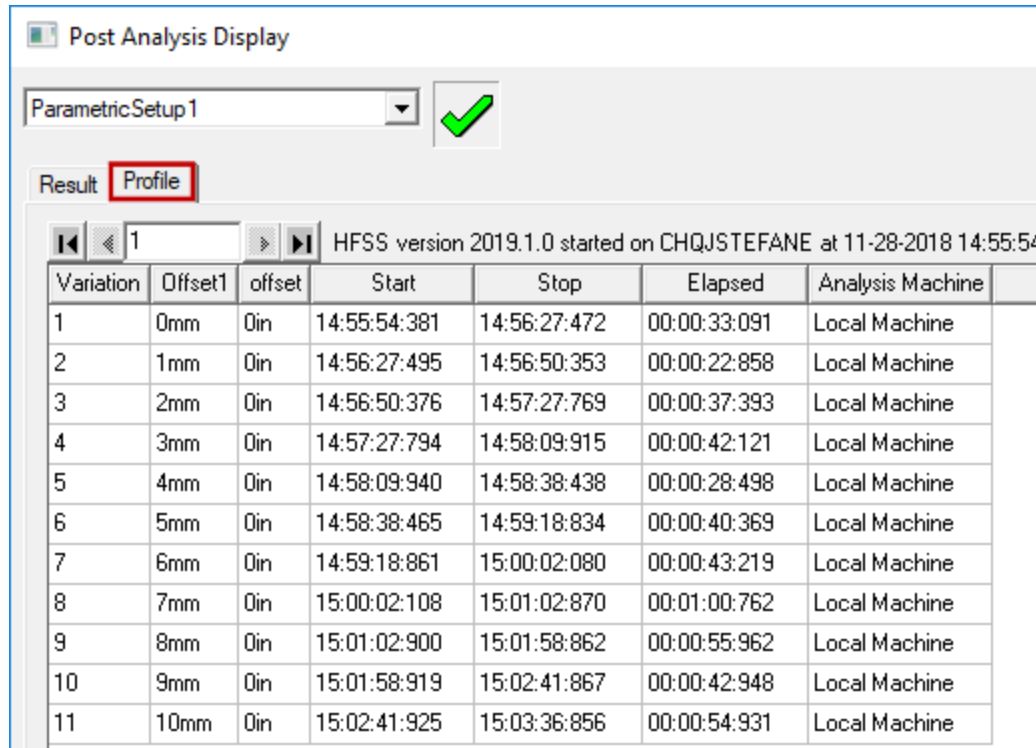 Post Analysis Display
ParametricSetup1
Result Profile
1 HFSS version 2019.1.0 started on CHQJSTEFANE at 11-28-2018 14:55:54
Variation Offset1 offset Start Stop Elapsed Analysis Machine
1 0mm 0in 14:55:54:381 14:56:27:472 00:00:33:091 Local Machine
2 1mm 0in 14:56:27:495 14:56:50:353 00:00:22:858 Local Machine
3 2mm 0in 14:56:50:376 14:57:27:769 00:00:37:393 Local Machine
4 3mm 0in 14:57:27:794 14:58:09:915 00:00:42:121 Local Machine
5 4mm 0in 14:58:09:940 14:58:38:438 00:00:28:498 Local Machine
6 5mm 0in 14:58:38:465 14:59:18:834 00:00:40:369 Local Machine
7 6mm 0in 14:59:18:861 15:00:02:080 00:00:43:219 Local Machine
8 7mm 0in 15:00:02:108 15:01:02:870 00:01:00:762 Local Machine
9 8mm 0in 15:01:02:900 15:01:58:862 00:00:55:962 Local Machine
10 9mm 0in 15:01:58:919 15:02:41:867 00:00:42:948 Local Machine
11 10mm 0in 15:02:41:925 15:03:36:856 00:00:54:931 Local Machine